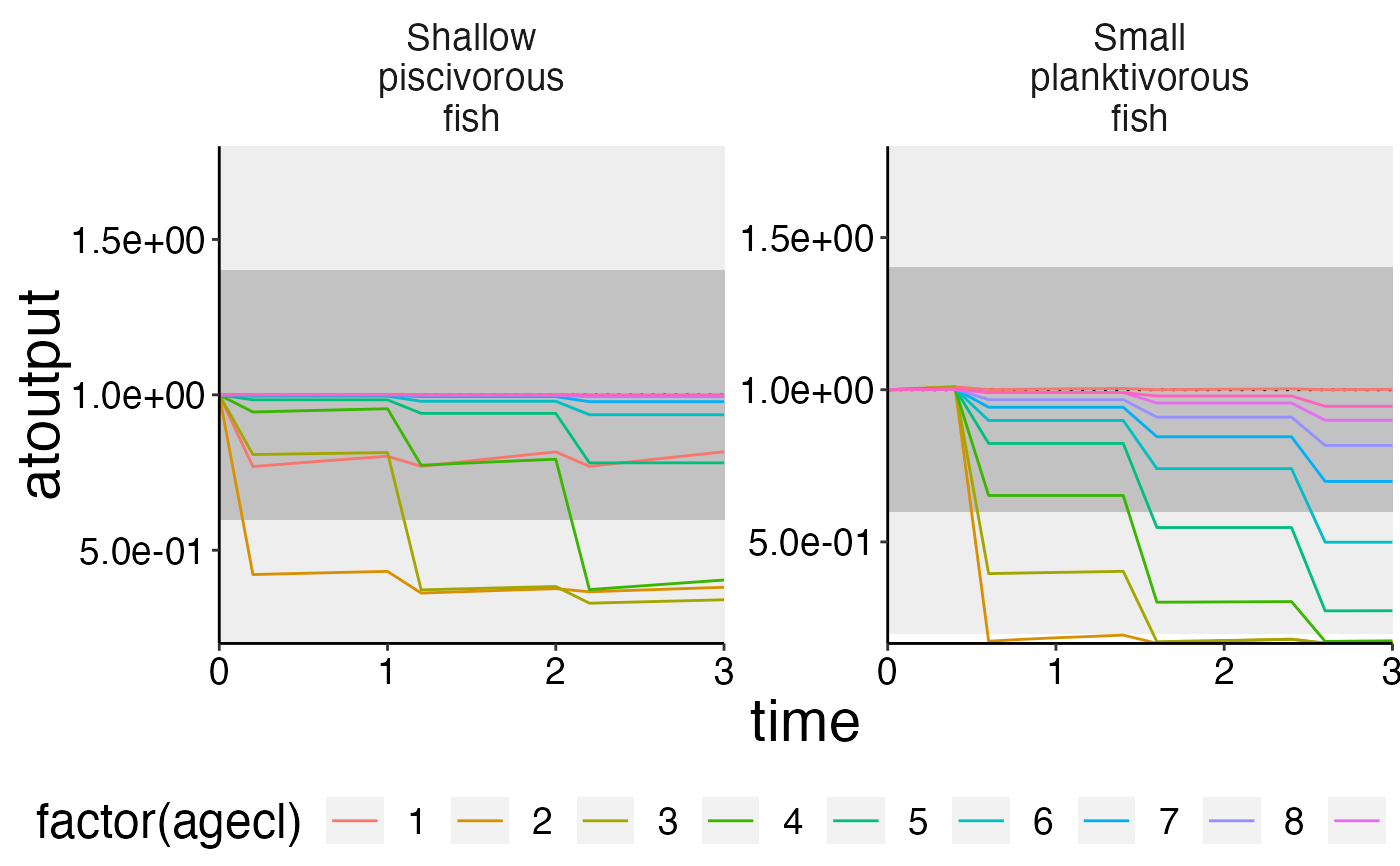 Shallow
piscivorous
fish
Small
planktivorous
fish
atoutput
1.5e+00
1.0e+00
5.0e-01
0 1 2 3
1.5e+00
1.0e+00
5.0e-01
0 1 2 3
time
factor(agecl) 1 2 3 4 5 6 7 8